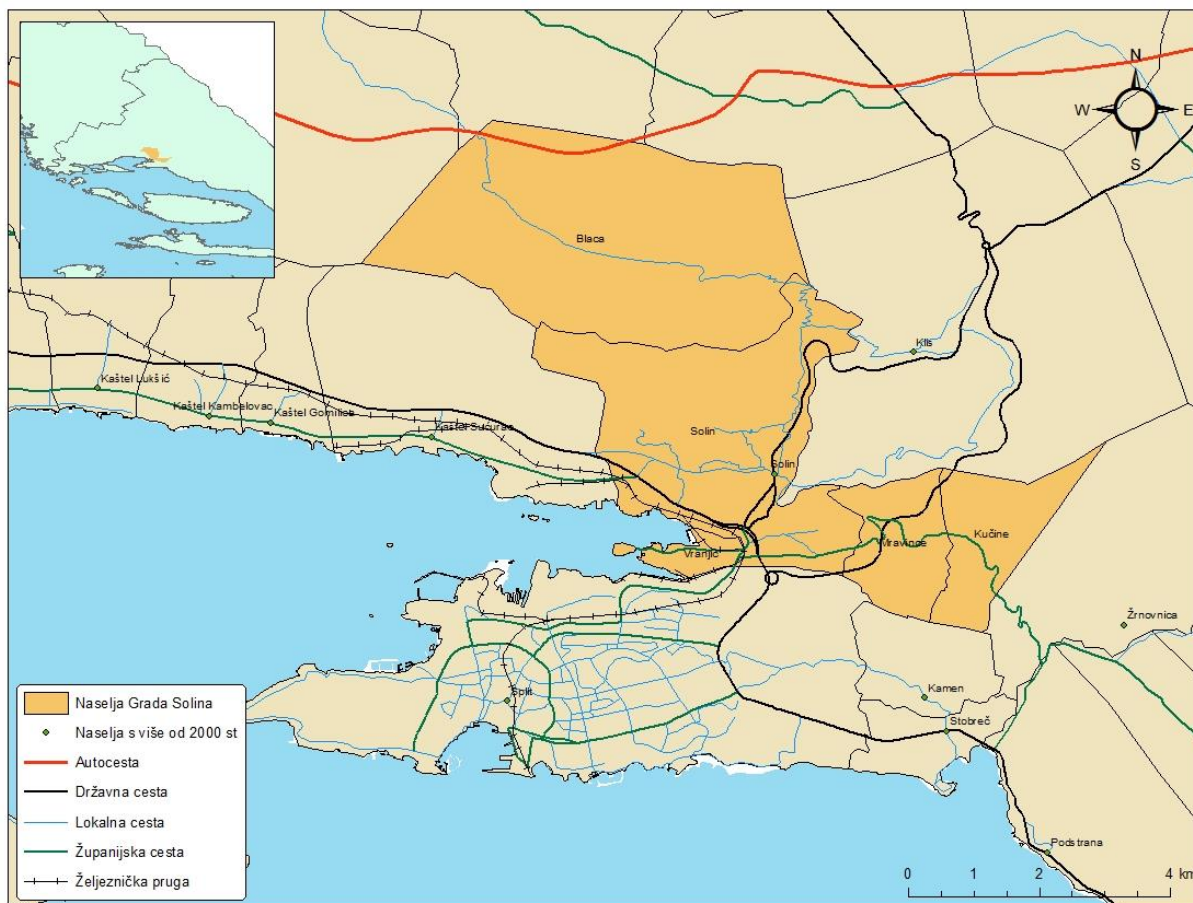 N
W
E
S
Blaca
Klis
Kaštel Lukšić
Kaštel Kambelovac
Kaštel Gomilica
Kaštel Sućurac
Solin
Solin
Mravince
Kučine
Vranjic
Žrnovnica
Split
Kamen
Stobreč
Podstrana
Naselja Grada Solina
Naselja s više od 2000 st
Autocesta
Državna cesta
Lokalna cesta
Županijska cesta
Željeznička pruga
0 1 2 4 km